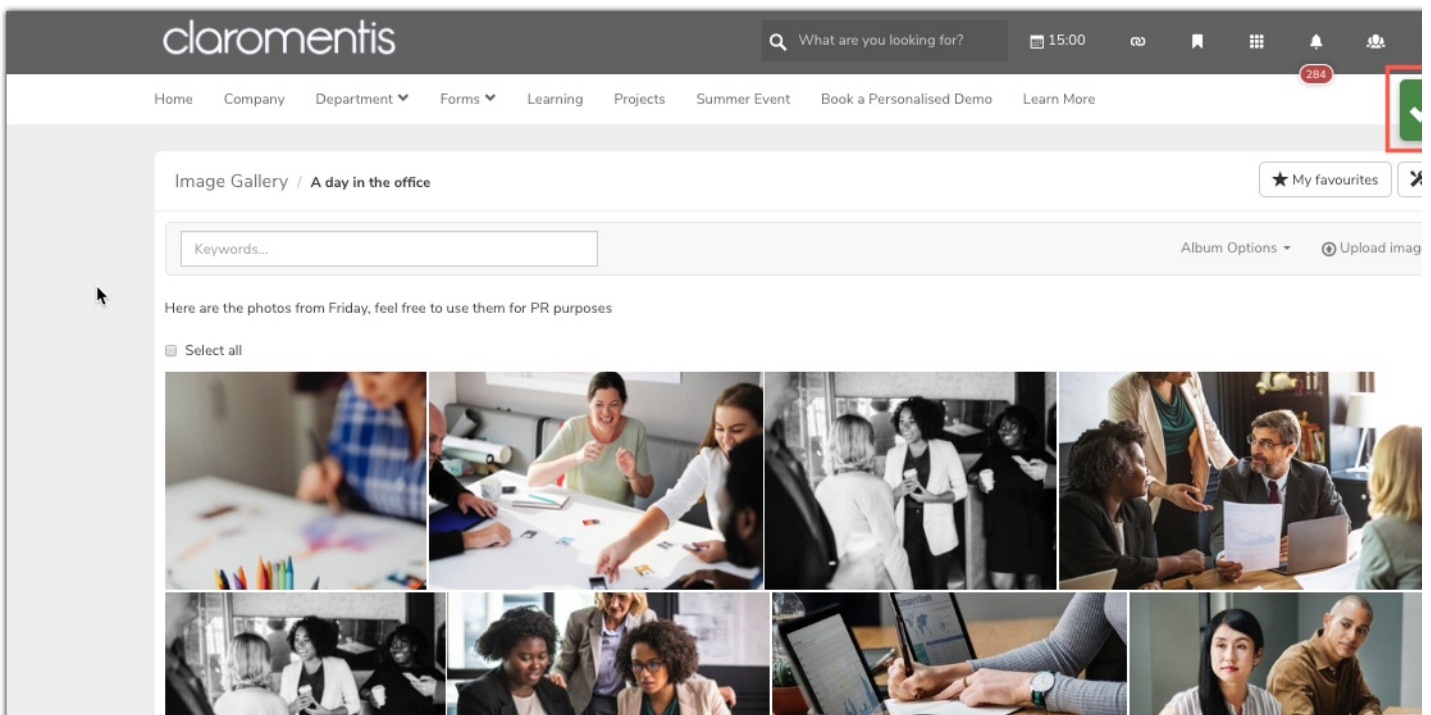 claromentis What are you looking for? 15:00
284
Home Company Department Forms Learning Projects Summer Event Book a Personalised Demo Learn More
Image Gallery / A day in the office My favourites
Keywords... Album Options Upload imag
Here are the photos from Friday, feel free to use them for PR purposes
Select all